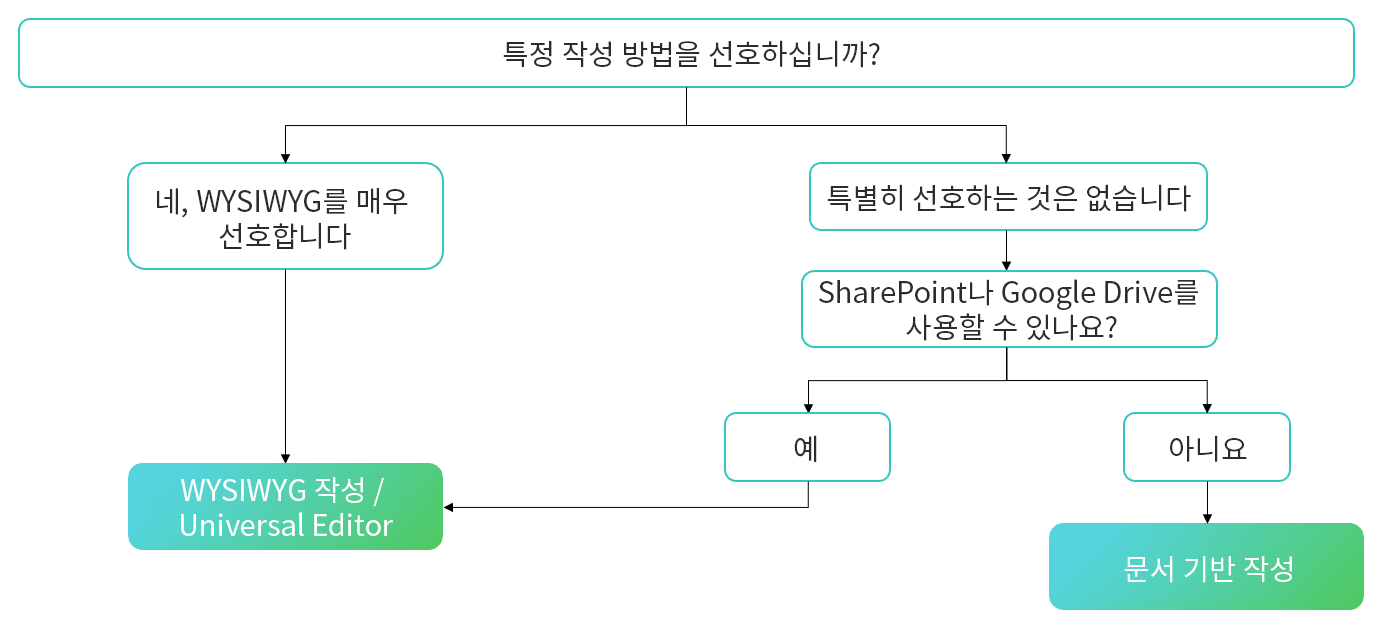 특정 작성 방법을 선호하십니까?
네, WYSIWYG를 매우
선호합니다
특별히 선호하는 것은 없습니다
SharePoint나 Google Drive를
사용할 수 있나요?
예
아니요
WYSIWYG 작성 /
Universal Editor
문서 기반 작성